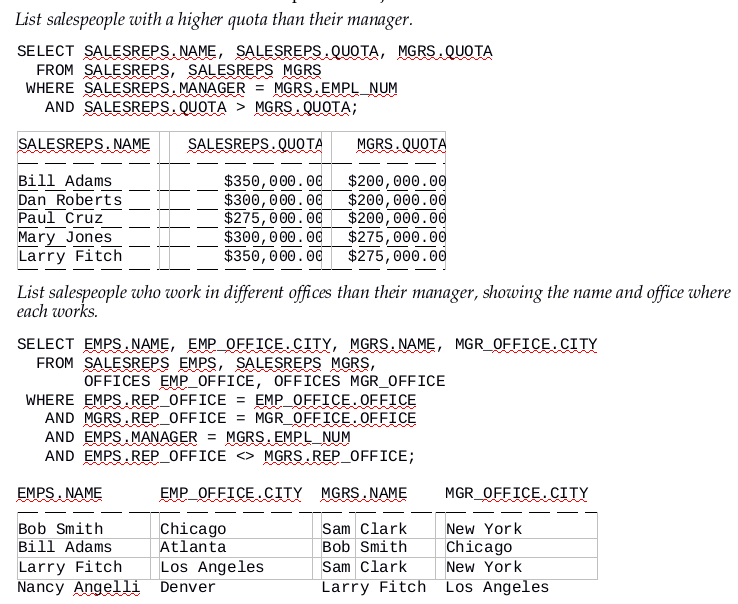 List salespeople with a higher quota than their manager.
SELECT SALESREPS.NAME, SALESREPS.QUOTA, MGRS.QUOTA
FROM SALESREPS, SALESREPS MGRS
WHERE SALESREPS.MANAGER = MGRS.EMPL_NUM
AND SALESREPS.QUOTA > MGRS.QUOTA;
SALESREPS.NAME SALESREPS.QUOTA MGRS.QUOTA
Bill Adams $350,000.00 $200,000.00
Dan Roberts $300,000.00 $200,000.00
Paul Cruz $275,000.00 $200,000.00
Mary Jones $300,000.00 $275,000.00
Larry Fitch $350,000.00 $275,000.00
List salespeople who work in different offices than their manager, showing the name and office where
each works.
SELECT EMPS.NAME, EMP_OFFICE.CITY, MGRS.NAME, MGR_OFFICE.CITY
FROM SALESREPS EMPS, SALESREPS MGRS,
OFFICES EMP_OFFICE, OFFICES MGR_OFFICE
WHERE EMPS.REP_OFFICE = EMP_OFFICE.OFFICE
AND MGRS.REP_OFFICE = MGR_OFFICE.OFFICE
AND EMPS.MANAGER = MGRS.EMPL_NUM
AND EMPS.REP_OFFICE <> MGRS.REP_OFFICE;
EMPS.NAME EMP_OFFICE.CITY MGRS.NAME MGR_OFFICE.CITY
Bob Smith Chicago Sam Clark New York
Bill Adams Atlanta Bob Smith Chicago
Larry Fitch Los Angeles Sam Clark New York
Nancy Angelli Denver Larry Fitch Los Angeles